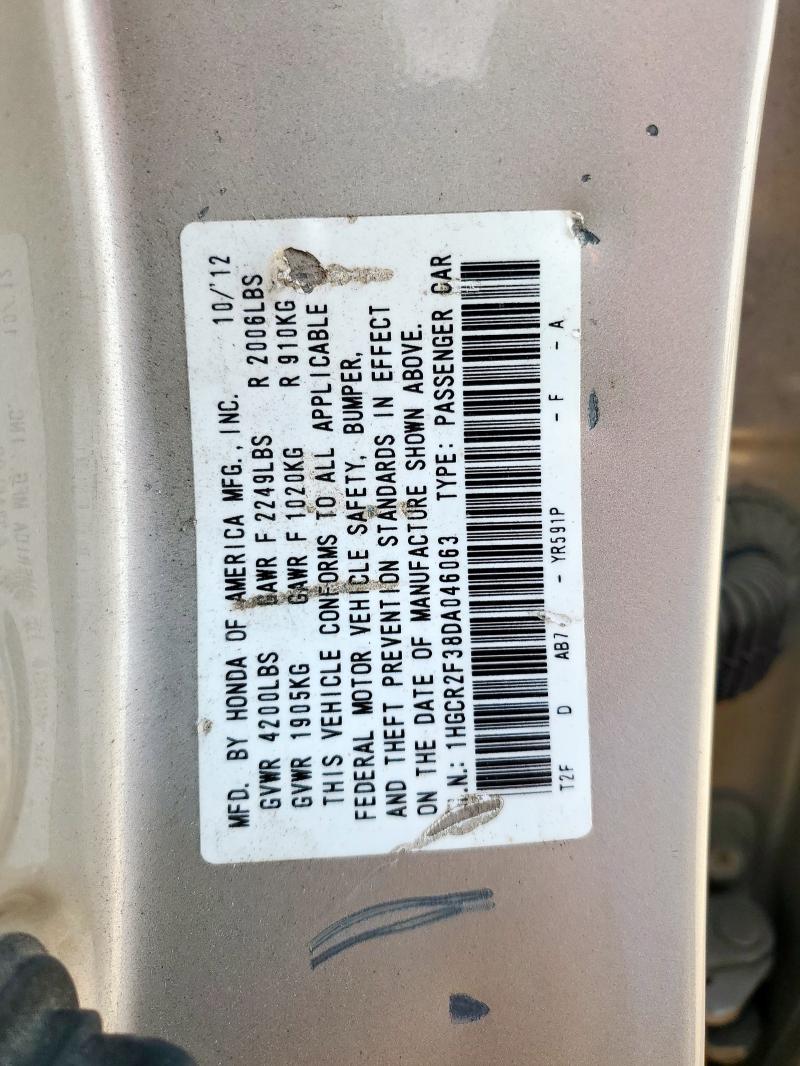 MFD. BY HONDA OF AMERICA MFG., INC. 10/'12
GVWR 4200LBS GAWR F 2249LBS R 2006LBS
GVWR 1905KG GAWR F 1020KG R 910KG
THIS VEHICLE CONFORMS TO ALL APPLICABLE
FEDERAL MOTOR VEHICLE SAFETY, BUMPER,
AND THEFT PREVENTION STANDARDS IN EFFECT
ON THE DATE OF MANUFACTURE SHOWN ABOVE.
.N.: 1HGCR2F38DA046063 TYPE: PASSENGER CAR
T2F D AB7 - YR591P - F - A